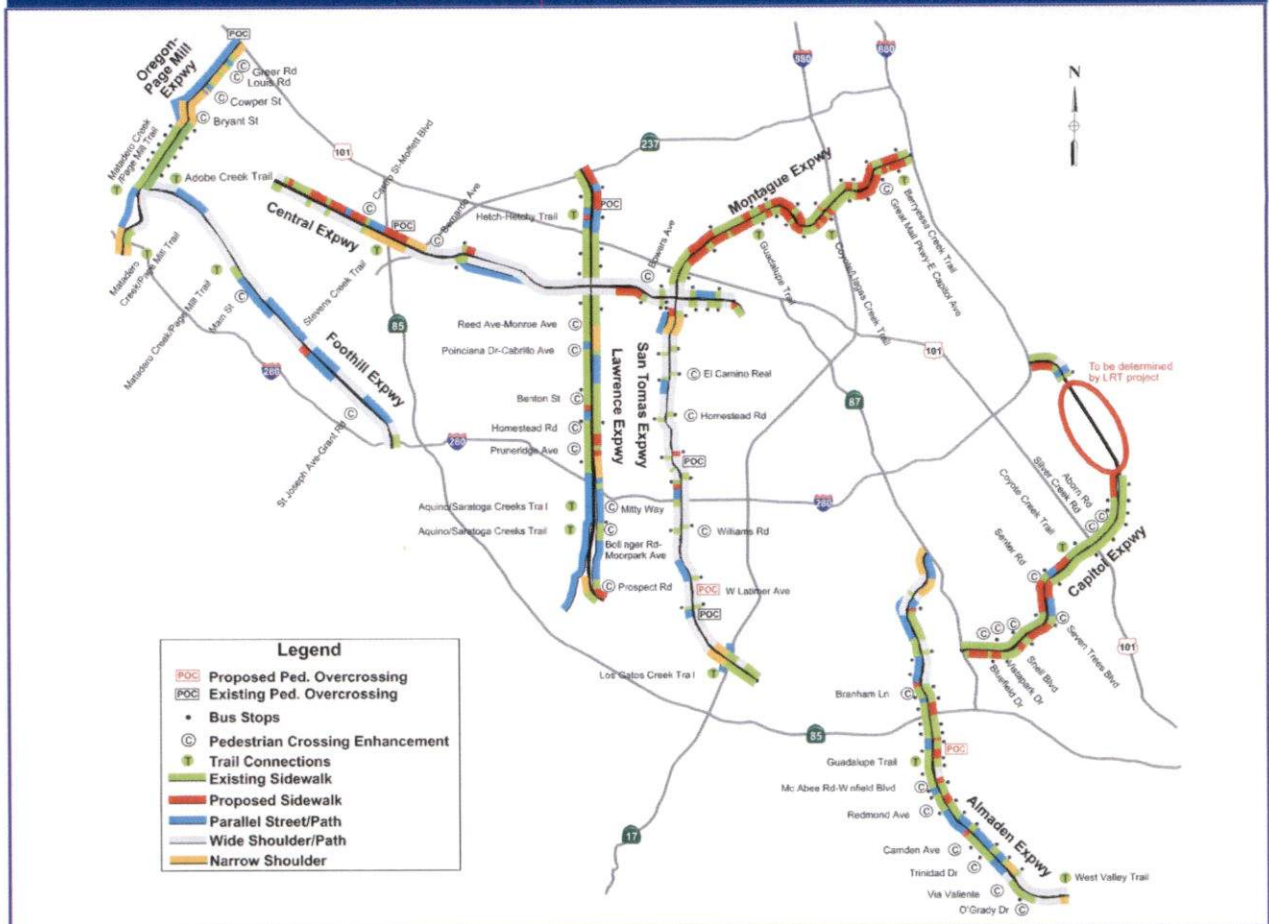 POC
Oregon-
Page Mill
Expwy
Greer Rd
Louis Rd
Cowper St
Bryant St
Matadero Creek
/Page Mill Trail
Adobe Creek Trail
Matadero
Creek/Page Mill Trail
Matadero Creek/Page Mill Trail
Main St
Stevens Creek Trail
Foothill Expwy
St Joseph Ave-Grant Rd
Central Expwy
Castro St-Moffett Blvd
POC
Bernardo Ave
Hetch-Hetchy Trail
POC
101
237
880
680
N
Montague Expwy
Bowers Ave
Guadalupe Trail
Coyote/Llagas Creek Trail
Great Mall Pkwy-E Capitol Ave
Berryessa Creek Trail
280
85
Reed Ave-Monroe Ave
Poinciana Dr-Cabrillo Ave
Benton St
Homestead Rd
Pruneridge Ave
Lawrence Expwy
San Tomas Expwy
El Camino Real
Homestead Rd
POC
280
Aquino/Saratoga Creeks Trail
Aquino/Saratoga Creeks Trail
Mitty Way
Bollinger Rd-
Moorpark Ave
Prospect Rd
Williams Rd
POC
W Latimer Ave
POC
Los Gatos Creek Trail
280
87
101
To be determined
by LRT project
Aborn Rd
Silver Creek Rd
Coyote Creek Trail
Senter Rd
Capitol Expwy
Seven Trees Blvd
Snell Blvd
Vistapark Dr
Bluefield Dr
101
Branham Ln
85
POC
Guadalupe Trail
Mc Abee Rd-Winfield Blvd
Redmond Ave
Almaden Expwy
Camden Ave
Trinidad Dr
Via Valiente
O'Grady Dr
West Valley Trail
17
Legend
POC Proposed Ped. Overcrossing
POC Existing Ped. Overcrossing
Bus Stops
C Pedestrian Crossing Enhancement
T Trail Connections
Existing Sidewalk
Proposed Sidewalk
Parallel Street/Path
Wide Shoulder/Path
Narrow Shoulder